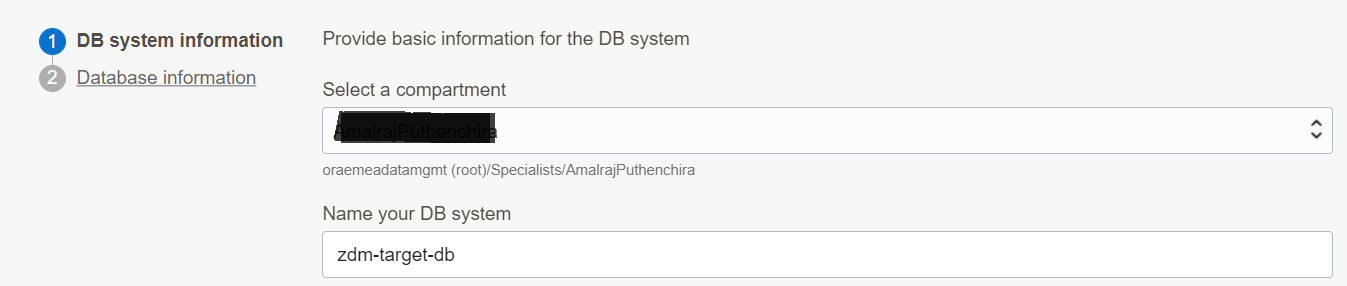 1 DB system information
2 Database information
Provide basic information for the DB system
Select a compartment
AmalrajPuthenchira
oraemeadatamgmt (root)/Specialists/AmalrajPuthenchira
Name your DB system
zdm-target-db